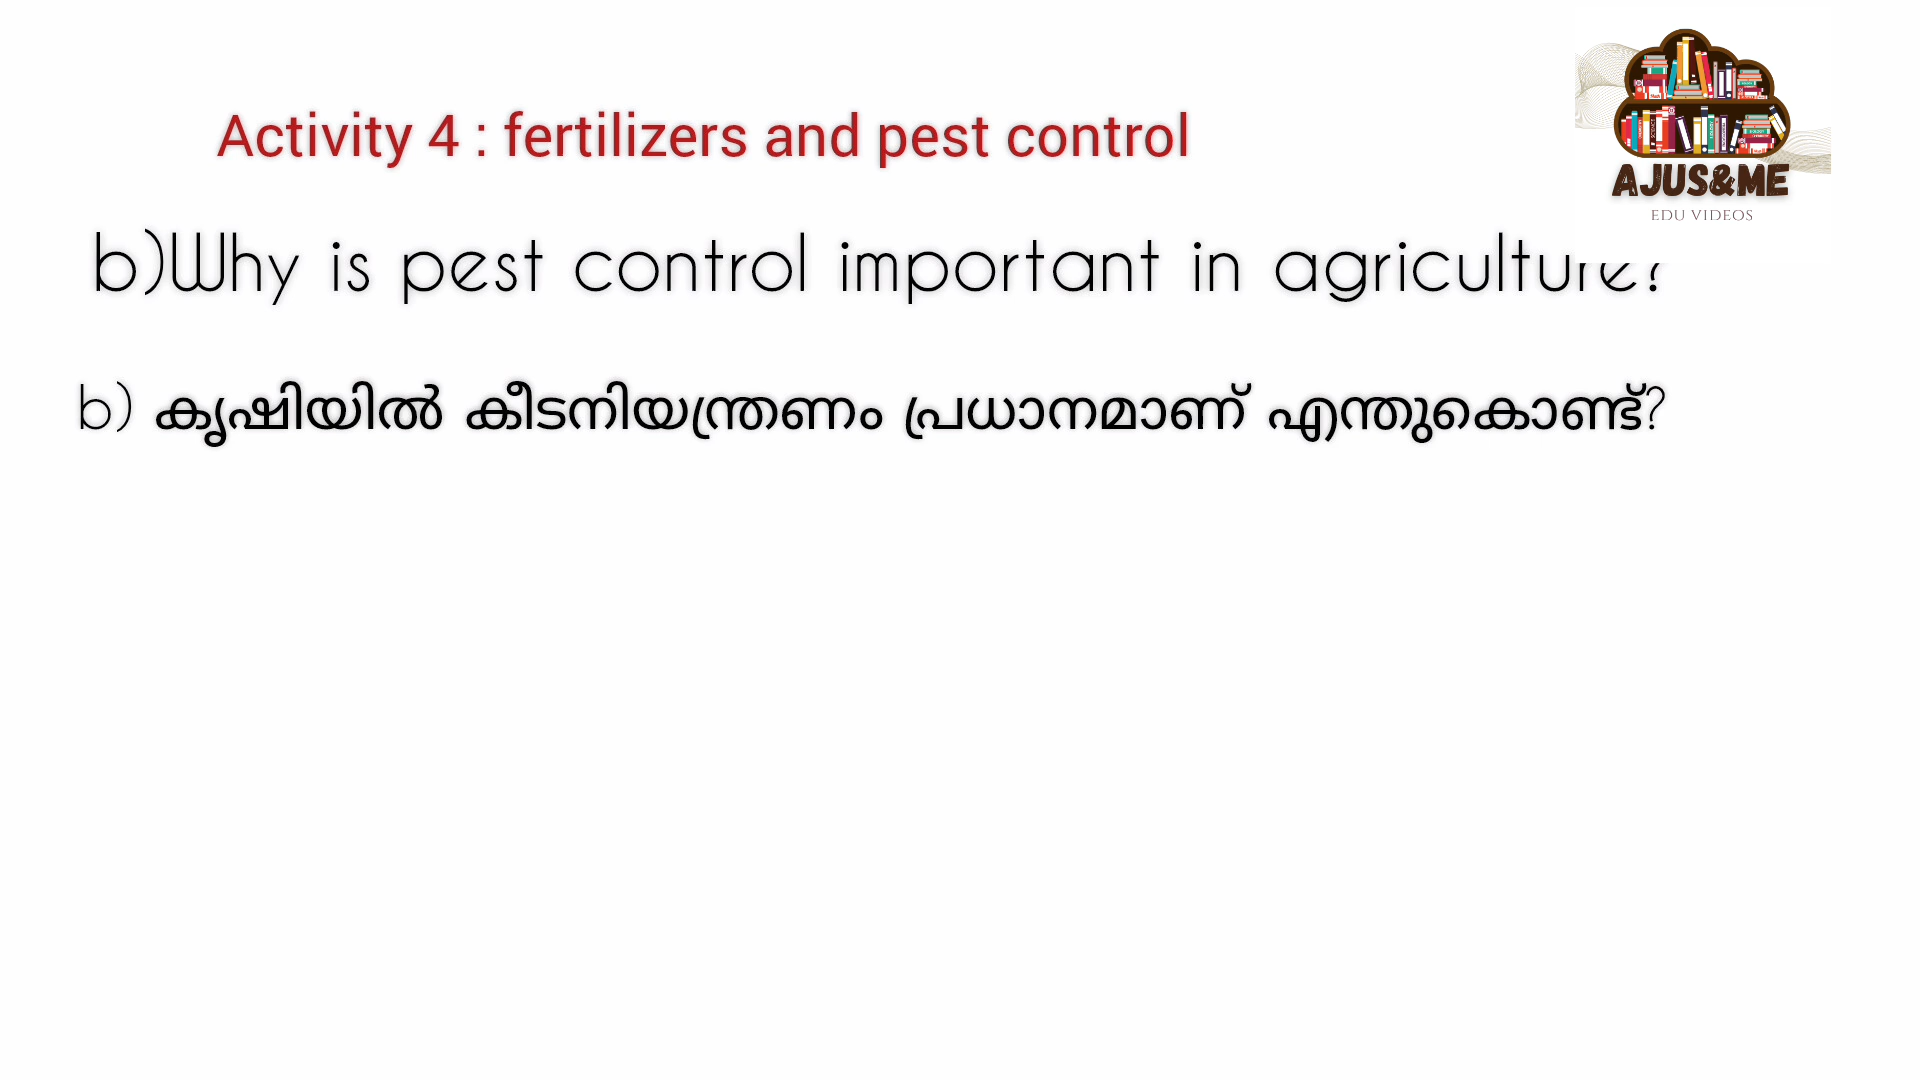 AJUS&ME
EDU VIDEOS
Activity 4 : fertilizers and pest control
b)Why is pest control important in agriculture?
b) കൃഷിയിൽ കീടനിയന്ത്രണം പ്രധാനമാണ് എന്തുകൊണ്ട്?